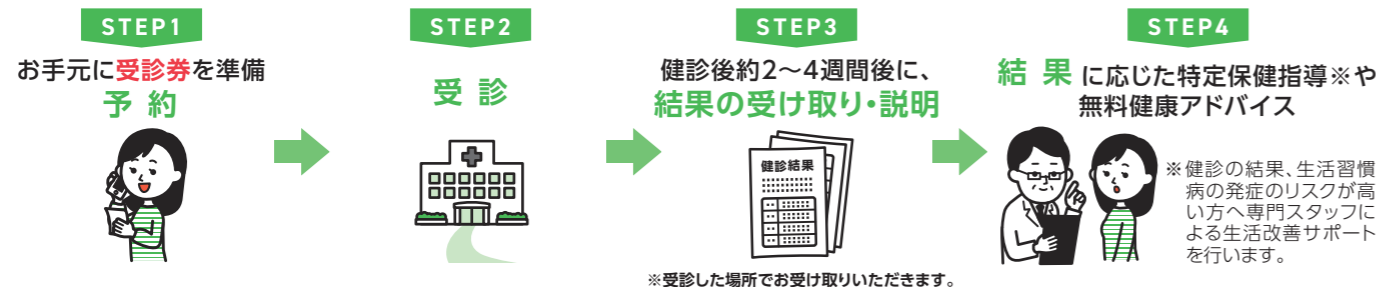 STEP1
お手元に受診券を準備
予約
STEP2
受診
STEP3
健診後約2～4週間後に、
結果の受け取り・説明
健診結果
※受診した場所でお受け取りいただきます。
STEP4
結果に応じた特定保健指導※や
無料健康アドバイス
※健診の結果、生活習慣
病の発症のリスクが高
い方へ専門スタッフに
よる生活改善サポート
を行います。